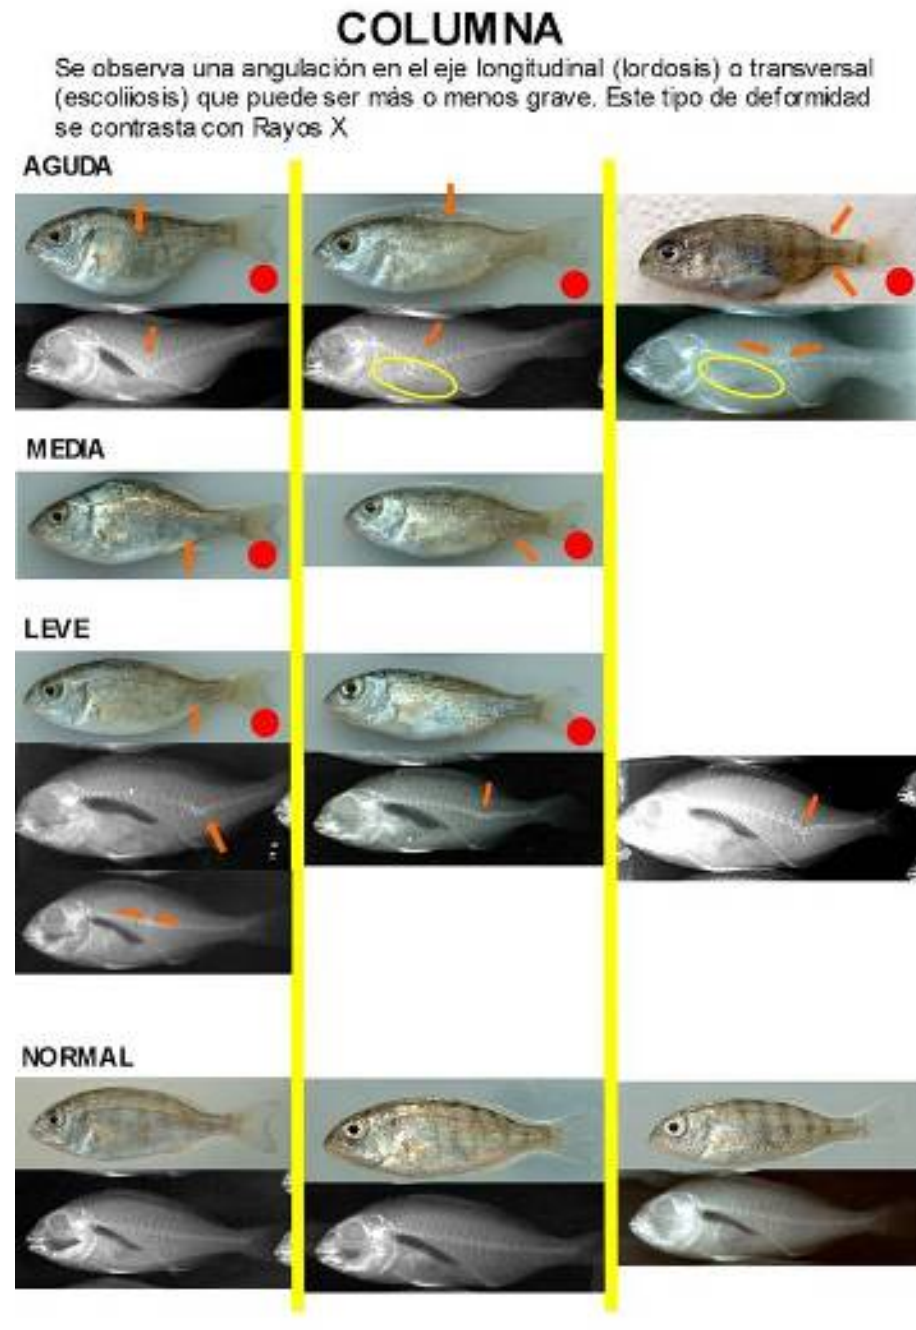 COLUMNA
Se observa una angulación en el eje longitudinal (lordosis) o transversal
(escoliiosis) que puede ser más o menos grave. Este tipo de deformidad
se contrasta con Rayos X
AGUDA
MEDIA
LEVE
NORMAL